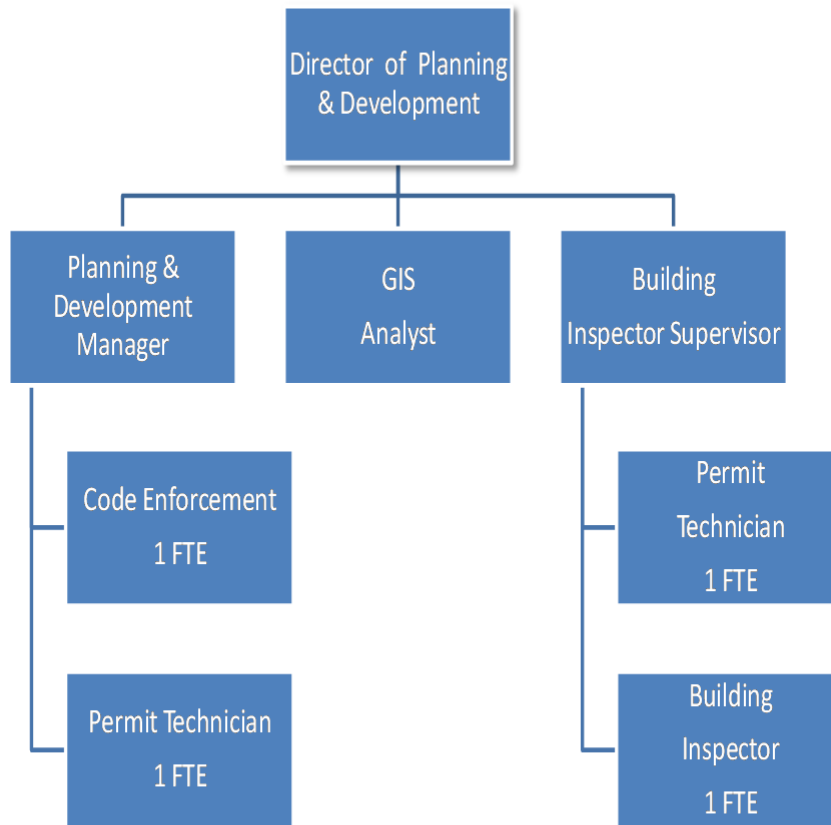 Director of Planning
& Development
Planning &
Development
Manager
GIS
Analyst
Building
Inspector Supervisor
Code Enforcement
1 FTE
Permit Technician
1 FTE
Permit
Technician
1 FTE
Building
Inspector
1 FTE